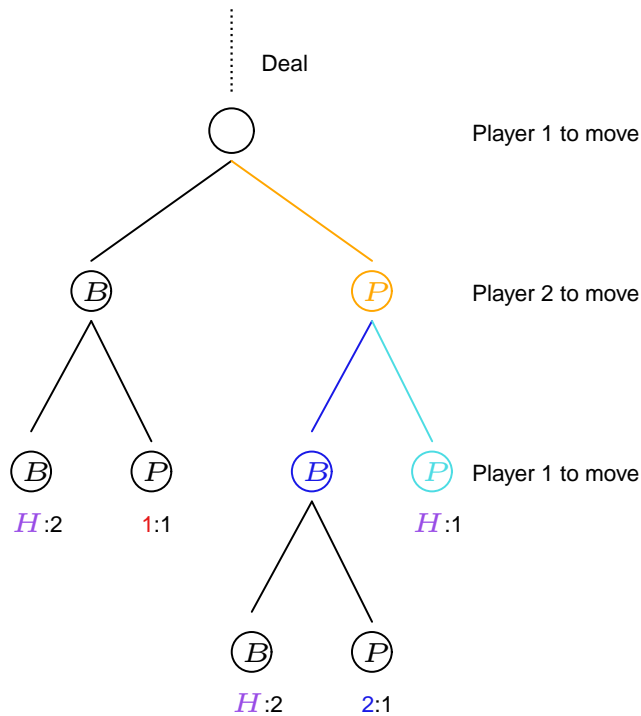 Deal
Player 1 to move
B P Player 2 to move
B P B P Player 1 to move
H:2 1:1 H:1
B P
H:2 2:1